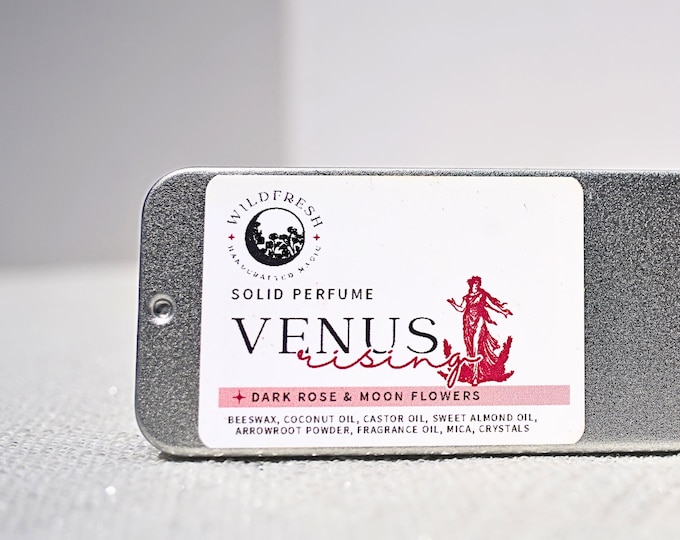 WILDFRESH
HANDCRAFTED MAGIC
SOLID PERFUME
VENUS
rising
DARK ROSE & MOON FLOWERS
BEESWAX, COCONUT OIL, CASTOR OIL, SWEET ALMOND OIL,
ARROWROOT POWDER, FRAGRANCE OIL, MICA, CRYSTALS